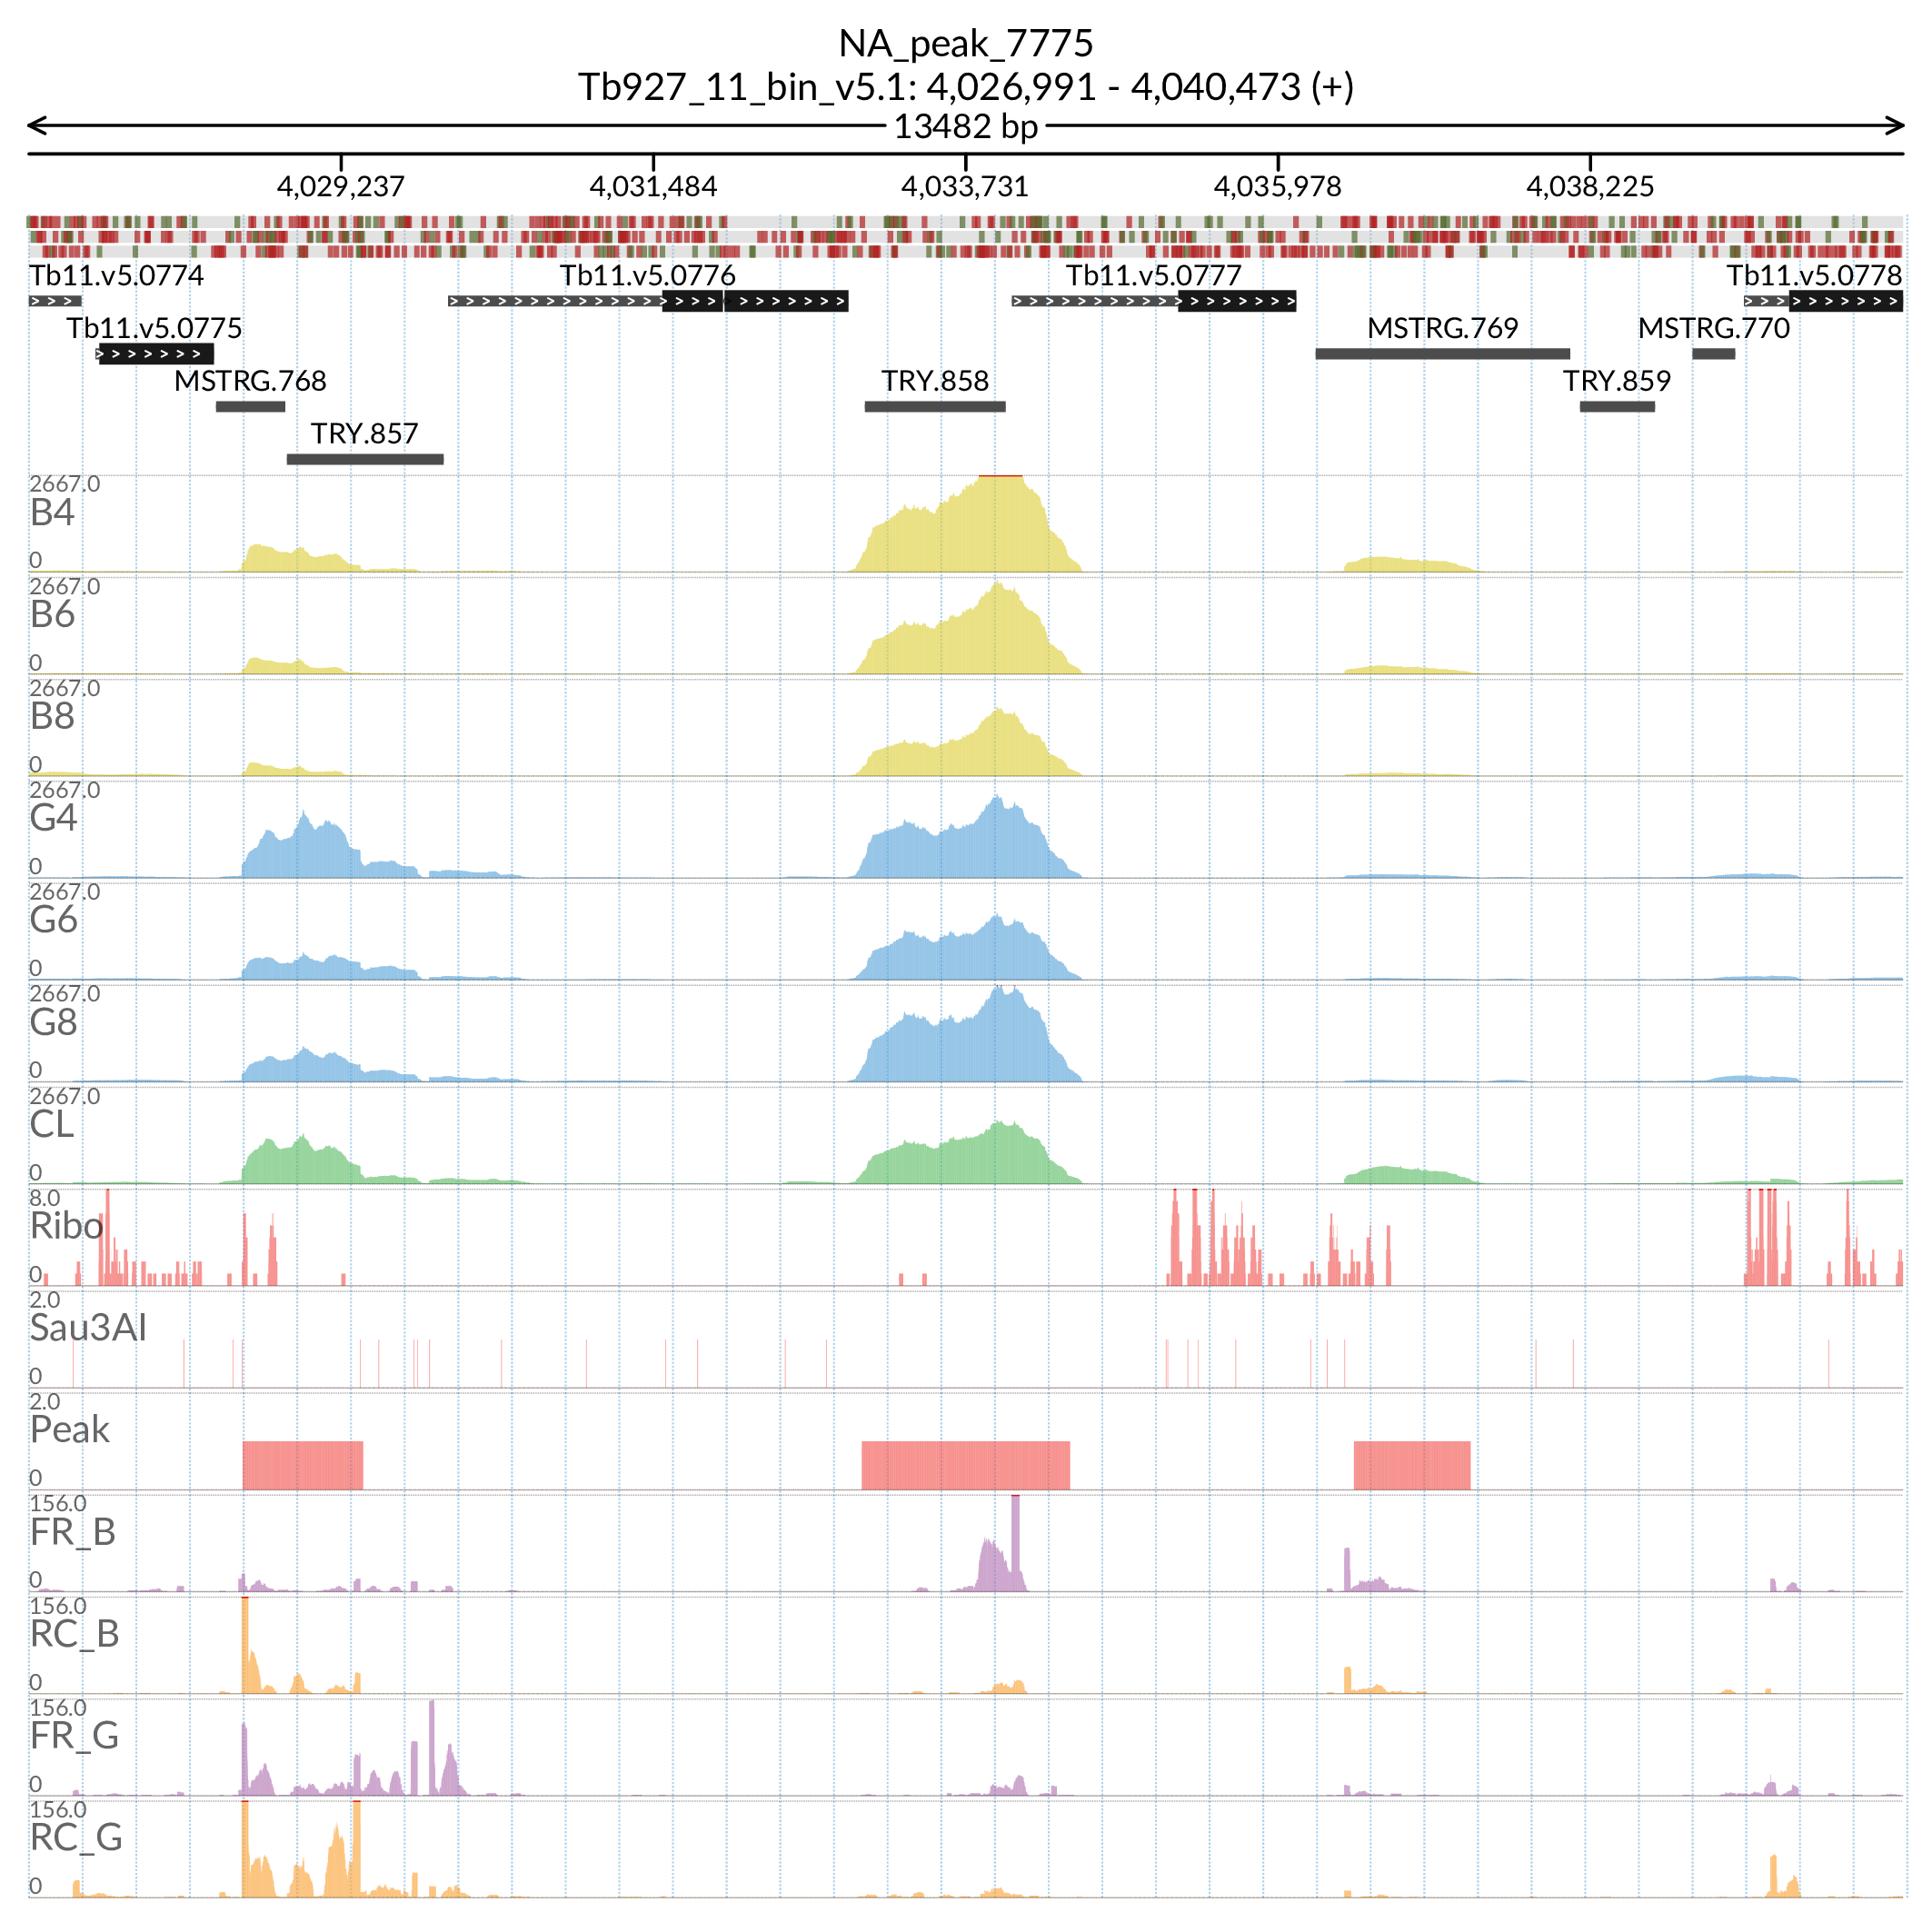 NA_peak_7775
Tb927_11_bin_v5.1: 4,026,991 - 4,040,473 (+)
13482 bp
4,029,237 4,031,484 4,033,731 4,035,978 4,038,225
Tb11.v5.0774 Tb11.v5.0776 Tb11.v5.0777 Tb11.v5.0778
Tb11.v5.0775 MSTRG.769 MSTRG.770
MSTRG.768 TRY.858 TRY.859
TRY.857
2667.0
B4
0
2667.0
B6
0
2667.0
B8
0
2667.0
G4
0
2667.0
G6
0
2667.0
G8
0
2667.0
CL
0
8.0
Ribo
0
2.0
Sau3AI
0
2.0
Peak
0
156.0
FR_B
0
156.0
RC_B
0
156.0
FR_G
0
156.0
RC_G
0